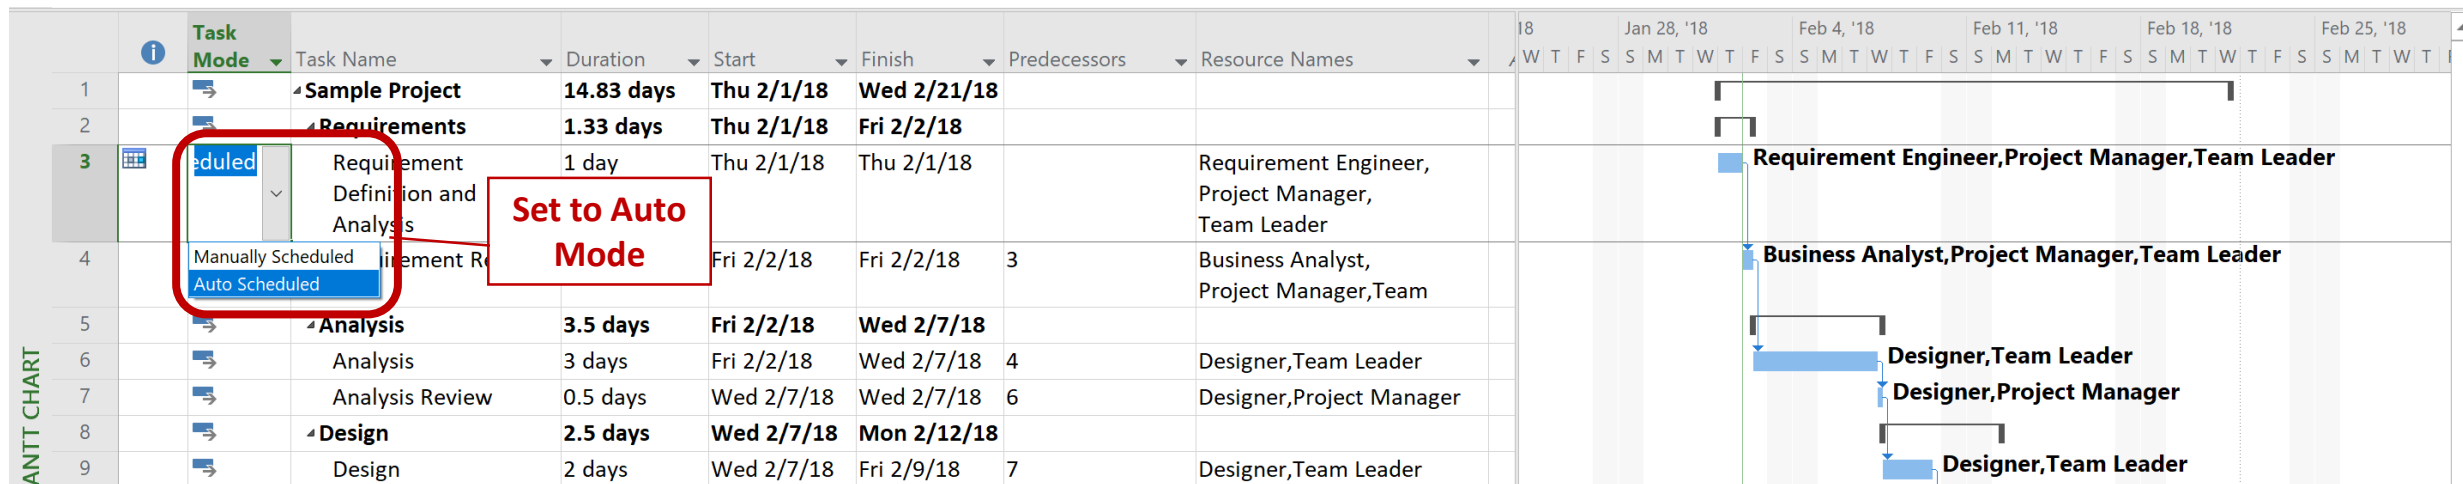 Task
Mode Task Name Duration Start Finish Predecessors Resource Names
18 Jan 28, '18 Feb 4, '18 Feb 11, '18 Feb 18, '18 Feb 25, '18
W T F S S M T W T F S S M T W T F S S M T W T F S S M T W T F S S M T W T
1 Sample Project 14.83 days Thu 2/1/18 Wed 2/21/18
2 Requirements 1.33 days Thu 2/1/18 Fri 2/2/18
3 eduled Requirement 1 day Thu 2/1/18 Thu 2/1/18 Requirement Engineer,
Definition and Project Manager,
Analysis Team Leader
Requirement Engineer,Project Manager,Team Leader
Set to Auto
Mode
Manually Scheduled
Auto Scheduled
4 irement Re Fri 2/2/18 Fri 2/2/18 3 Business Analyst,
Project Manager,Team
Business Analyst,Project Manager,Team Leader
5 Analysis 3.5 days Fri 2/2/18 Wed 2/7/18
6 Analysis 3 days Fri 2/2/18 Wed 2/7/18 4 Designer,Team Leader
Designer,Team Leader
7 Analysis Review 0.5 days Wed 2/7/18 Wed 2/7/18 6 Designer,Project Manager
Designer,Project Manager
8 Design 2.5 days Wed 2/7/18 Mon 2/12/18
9 Design 2 days Wed 2/7/18 Fri 2/9/18 7 Designer,Team Leader
Designer,Team Leader
ANTT CHART